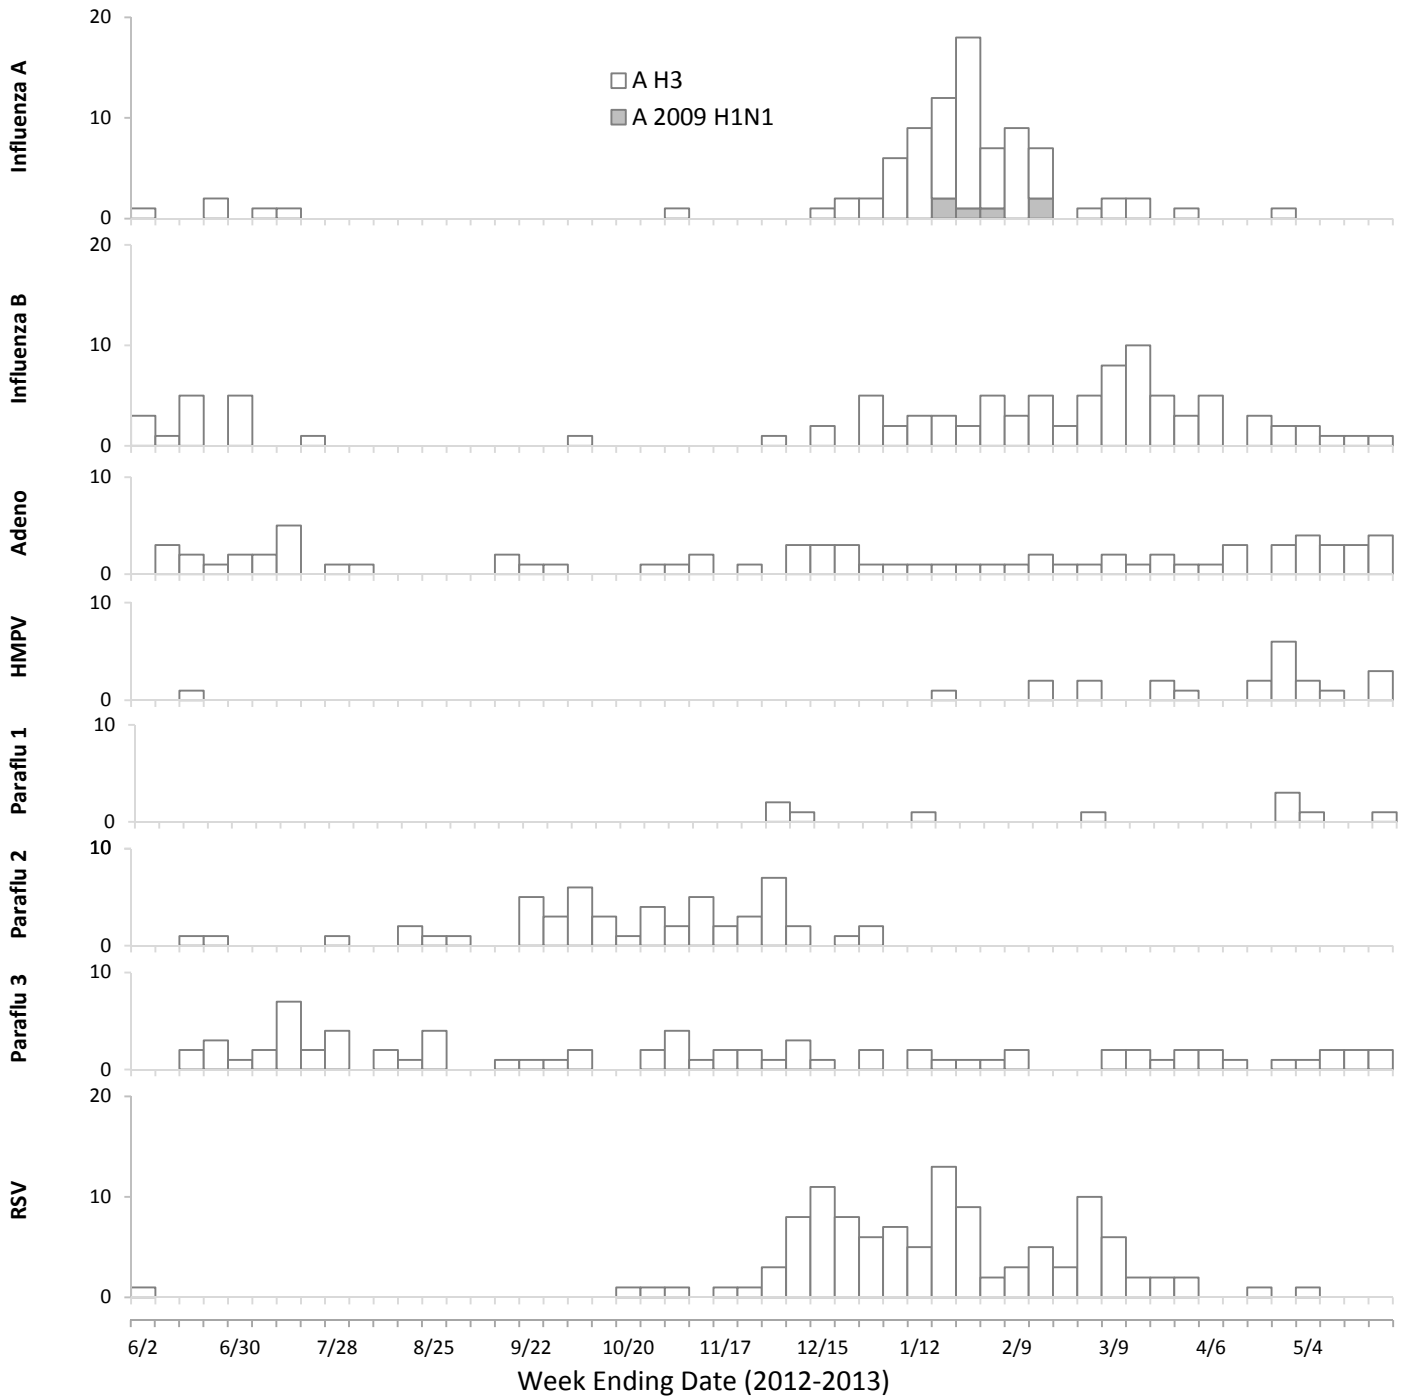 Influenza A
20
10
0
A H3
A 2009 H1N1
Influenza B
20
10
0
Adeno
10
0
HMPV
10
0
Paraflu 1
10
0
Paraflu 2
10
0
Paraflu 3
10
0
RSV
20
10
0
6/2 6/30 7/28 8/25 9/22 10/20 11/17 12/15 1/12 2/9 3/9 4/6 5/4
Week Ending Date (2012-2013)